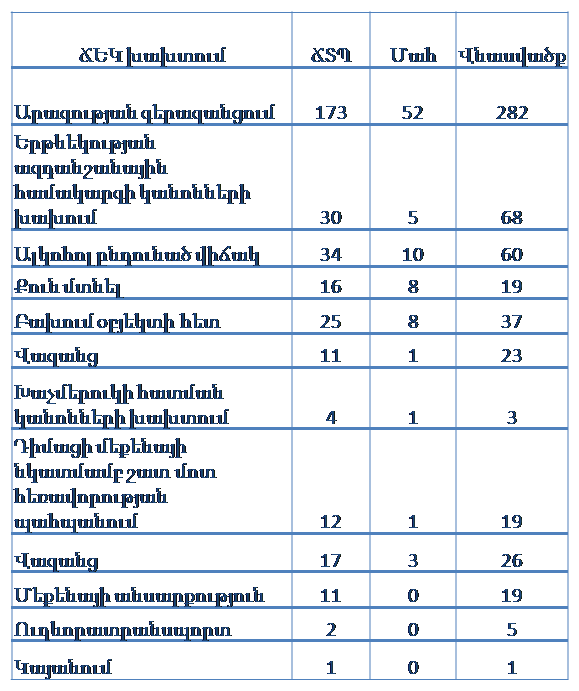 ՃԵԿ խախտում ՃՏՊ Մահ Վնասվածք
Արագության գերազանցում 173 52 282
Երթևեկության
ազդանշանային
համակարգի կանոնների
խախում 30 5 68
Ալկոհոլ ընդունած վիճակ 34 10 60
Քուն մտնել 16 8 19
Բախում օբյեկտի հետ 25 8 37
Վազանց 11 1 23
Խաչմերուկի հատման
կանոնների խախտում 4 1 3
Դիմացի մեքենայի
նկատմամբ շատ մոտ
հեռավորության
պահպանում 12 1 19
Վազանց 17 3 26
Մեքենայի անսարքություն 11 0 19
Ուղևորատրանսպորտ 2 0 5
Կայանում 1 0 1